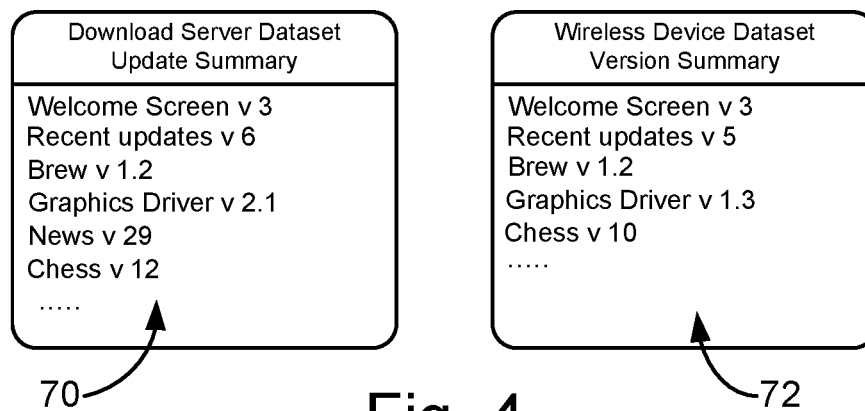 Download Server Dataset
Update Summary
Welcome Screen v 3
Recent updates v 6
Brew v 1.2
Graphics Driver v 2.1
News v 29
Chess v 12
.....
70
Wireless Device Dataset
Version Summary
Welcome Screen v 3
Recent updates v 5
Brew v 1.2
Graphics Driver v 1.3
Chess v 10
.....
72
Fig. 4